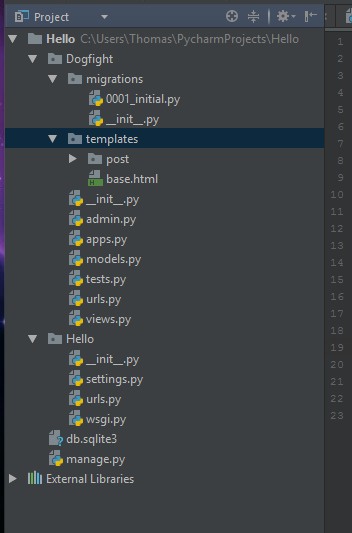 Project
Hello C:\Users\Thomas\PycharmProjects\Hello
Dogfight
migrations
0001_initial.py
__init__.py
templates
post
base.html
__init__.py
admin.py
apps.py
models.py
tests.py
urls.py
views.py
Hello
__init__.py
settings.py
urls.py
wsgi.py
db.sqlite3
manage.py
External Libraries
1
2
3
4
5
6
7
8
9
10
11
12
13
14
15
16
17
18
19
20
21
22
23